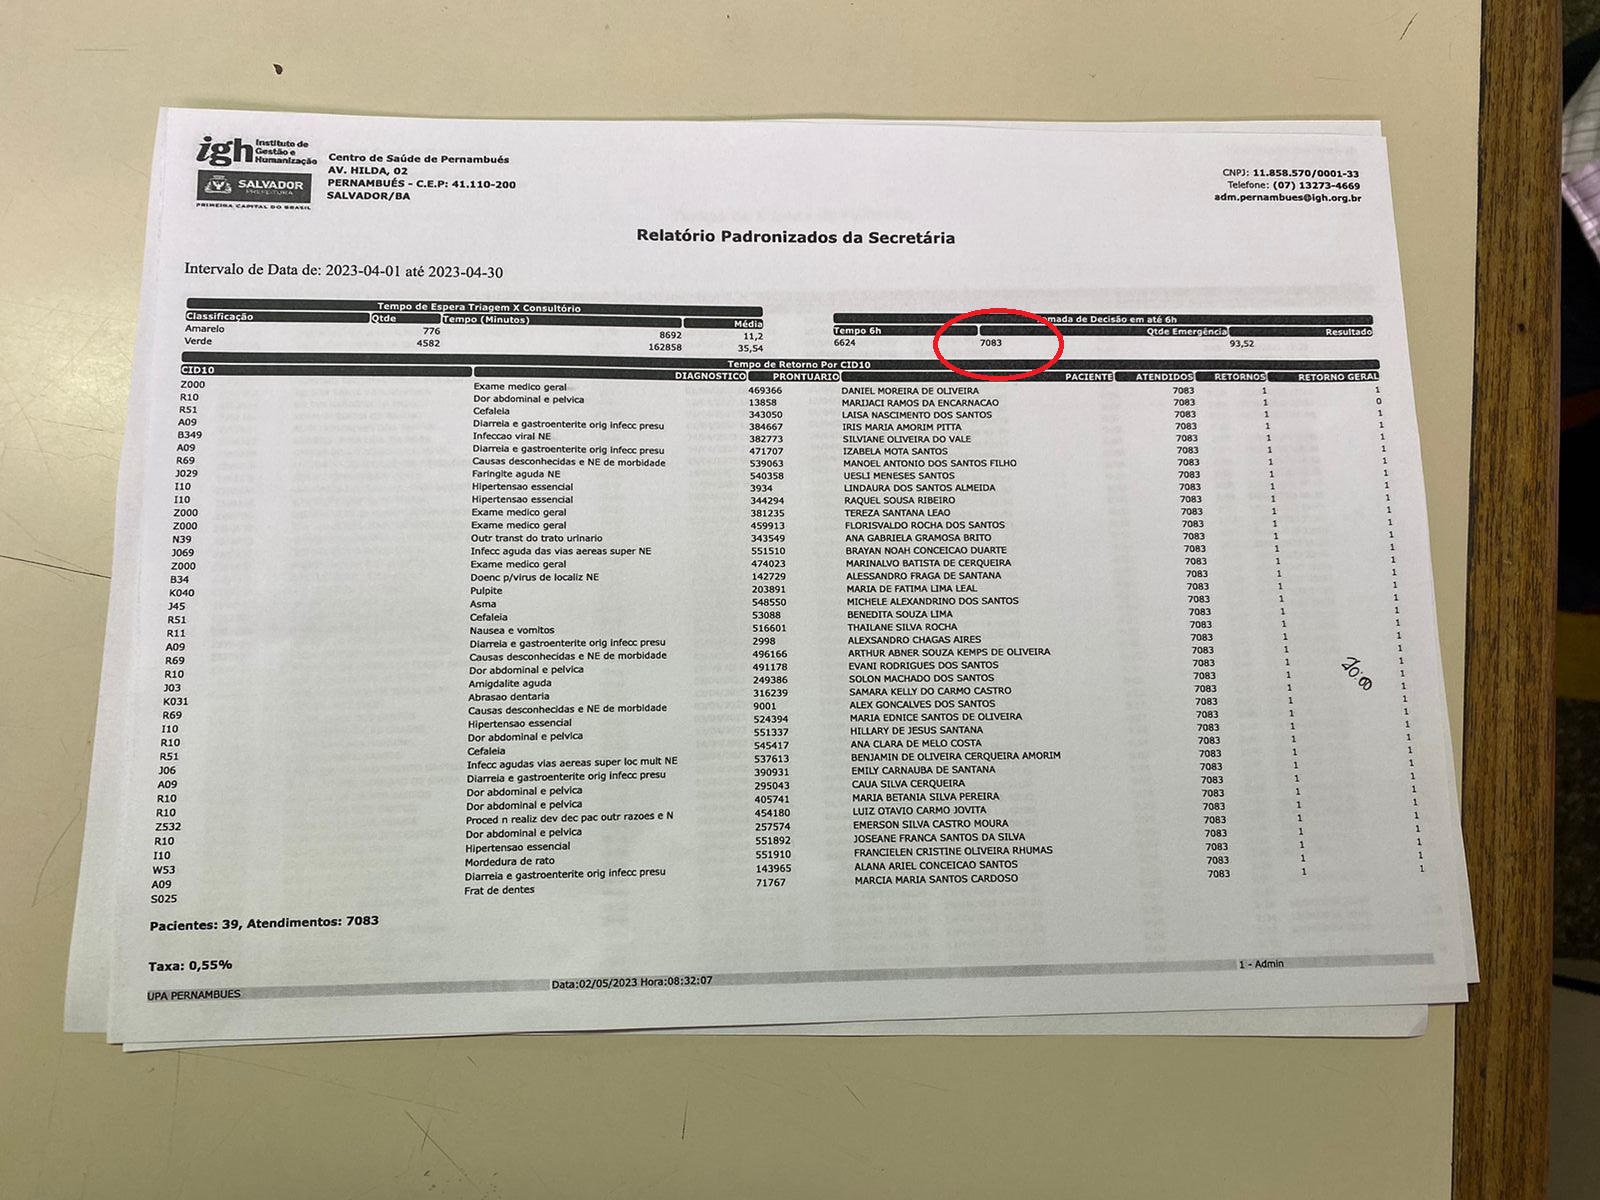 igh Instituto de Gestão e Humanização
SALVADOR
PREFEITURA
PRIMEIRA CAPITAL DO BRASIL
Centro de Saúde de Pernambués
AV. HILDA, 02
PERNAMBUÉS - C.E.P: 41.110-200
SALVADOR/BA
CNPJ: 11.858.570/0001-33
Telefone: (07) 13273-4669
adm.pernambues@igh.org.br
Relatório Padronizados da Secretária
Intervalo de Data de: 2023-04-01 até 2023-04-30
Tempo de Espera Triagem X Consultório
Classificação Qtde Tempo (Minutos) Média
Amarelo 776 8692 11,2
Verde 4582 162858 35,54
omada de Decisão em até 6h
Tempo 6h Qtde Emergência Resultado
6624 7083 93,52
Tempo de Retorno Por CID10
CID10 DIAGNOSTICO PRONTUARIO PACIENTE ATENDIDOS RETORNOS RETORNO GERAL
Z000 Exame medico geral 469366 DANIEL MOREIRA DE OLIVEIRA 7083 1 1
R10 Dor abdominal e pelvica 13858 MARIJACI RAMOS DA ENCARNACAO 7083 1 0
R51 Cefaleia 343050 LAISA NASCIMENTO DOS SANTOS 7083 1 1
A09 Diarreia e gastroenterite orig infecc presu 384667 IRIS MARIA AMORIM PITTA 7083 1 1
B349 Infeccao viral NE 382773 SILVIANE OLIVEIRA DO VALE 7083 1 1
A09 Diarreia e gastroenterite orig infecc presu 471707 IZABELA MOTA SANTOS 7083 1 1
R69 Causas desconhecidas e NE de morbidade 539063 MANOEL ANTONIO DOS SANTOS FILHO 7083 1 1
J029 Faringite aguda NE 540358 UESLI MENESES SANTOS 7083 1 1
I10 Hipertensao essencial 3934 LINDAURA DOS SANTOS ALMEIDA 7083 1 1
I10 Hipertensao essencial 344294 RAQUEL SOUSA RIBEIRO 7083 1 1
Z000 Exame medico geral 381235 TEREZA SANTANA LEAO 7083 1 1
Z000 Exame medico geral 459913 FLORISVALDO ROCHA DOS SANTOS 7083 1 1
N39 Outr transt do trato urinario 343549 ANA GABRIELA GRAMOSA BRITO 7083 1 1
J069 Infecc aguda das vias aereas super NE 551510 BRAYAN NOAH CONCEICAO DUARTE 7083 1 1
Z000 Exame medico geral 474023 MARINALVO BATISTA DE CERQUEIRA 7083 1 1
B34 Doenc p/virus de localiz NE 142729 ALESSANDRO FRAGA DE SANTANA 7083 1 1
K040 Pulpite 203891 MARIA DE FATIMA LIMA LEAL 7083 1 1
J45 Asma 548550 MICHELE ALEXANDRINO DOS SANTOS 7083 1 1
R51 Cefaleia 53088 BENEDITA SOUZA LIMA 7083 1 1
R11 Nausea e vomitos 516601 THAILANE SILVA ROCHA 7083 1 1
A09 Diarreia e gastroenterite orig infecc presu 2998 ALEXSANDRO CHAGAS AIRES 7083 1 1
R69 Causas desconhecidas e NE de morbidade 496166 ARTHUR ABNER SOUZA KEMPS DE OLIVEIRA 7083 1 1
R10 Dor abdominal e pelvica 491178 EVANI RODRIGUES DOS SANTOS 7083 1 1
J03 Amigdalite aguda 249386 SOLON MACHADO DOS SANTOS 7083 1 1
K031 Abrasao dentaria 316239 SAMARA KELLY DO CARMO CASTRO 7083 1 1
R69 Causas desconhecidas e NE de morbidade 9001 ALEX GONCALVES DOS SANTOS 7083 1 1
I10 Hipertensao essencial 524394 MARIA EDNICE SANTOS DE OLIVEIRA 7083 1 1
R10 Dor abdominal e pelvica 551337 HILLARY DE JESUS SANTANA 7083 1 1
R51 Cefaleia 545417 ANA CLARA DE MELO COSTA 7083 1 1
J06 Infecc agudas vias aereas super loc mult NE 537613 BENJAMIN DE OLIVEIRA CERQUEIRA AMORIM 7083 1 1
A09 Diarreia e gastroenterite orig infecc presu 390931 EMILY CARNAUBA DE SANTANA 7083 1 1
R10 Dor abdominal e pelvica 295043 CAUA SILVA CERQUEIRA 7083 1 1
R10 Dor abdominal e pelvica 405741 MARIA BETANIA SILVA PEREIRA 7083 1 1
Z532 Proced n realiz dev dec pac outr razoes e N 454180 LUIZ OTAVIO CARMO JOVITA 7083 1 1
R10 Dor abdominal e pelvica 257574 EMERSON SILVA CASTRO MOURA 7083 1 1
I10 Hipertensao essencial 551892 JOSEANE FRANCA SANTOS DA SILVA 7083 1 1
W53 Mordedura de rato 551910 FRANCIELEN CRISTINE OLIVEIRA RHUMAS 7083 1 1
A09 Diarreia e gastroenterite orig infecc presu 143965 ALANA ARIEL CONCEICAO SANTOS 7083 1 1
S025 Frat de dentes 71767 MARCIA MARIA SANTOS CARDOSO 7083 1 1
Pacientes: 39, Atendimentos: 7083
Taxa: 0,55%
1 - Admin
UPA PERNAMBUES Data:02/05/2023 Hora:08:32:07